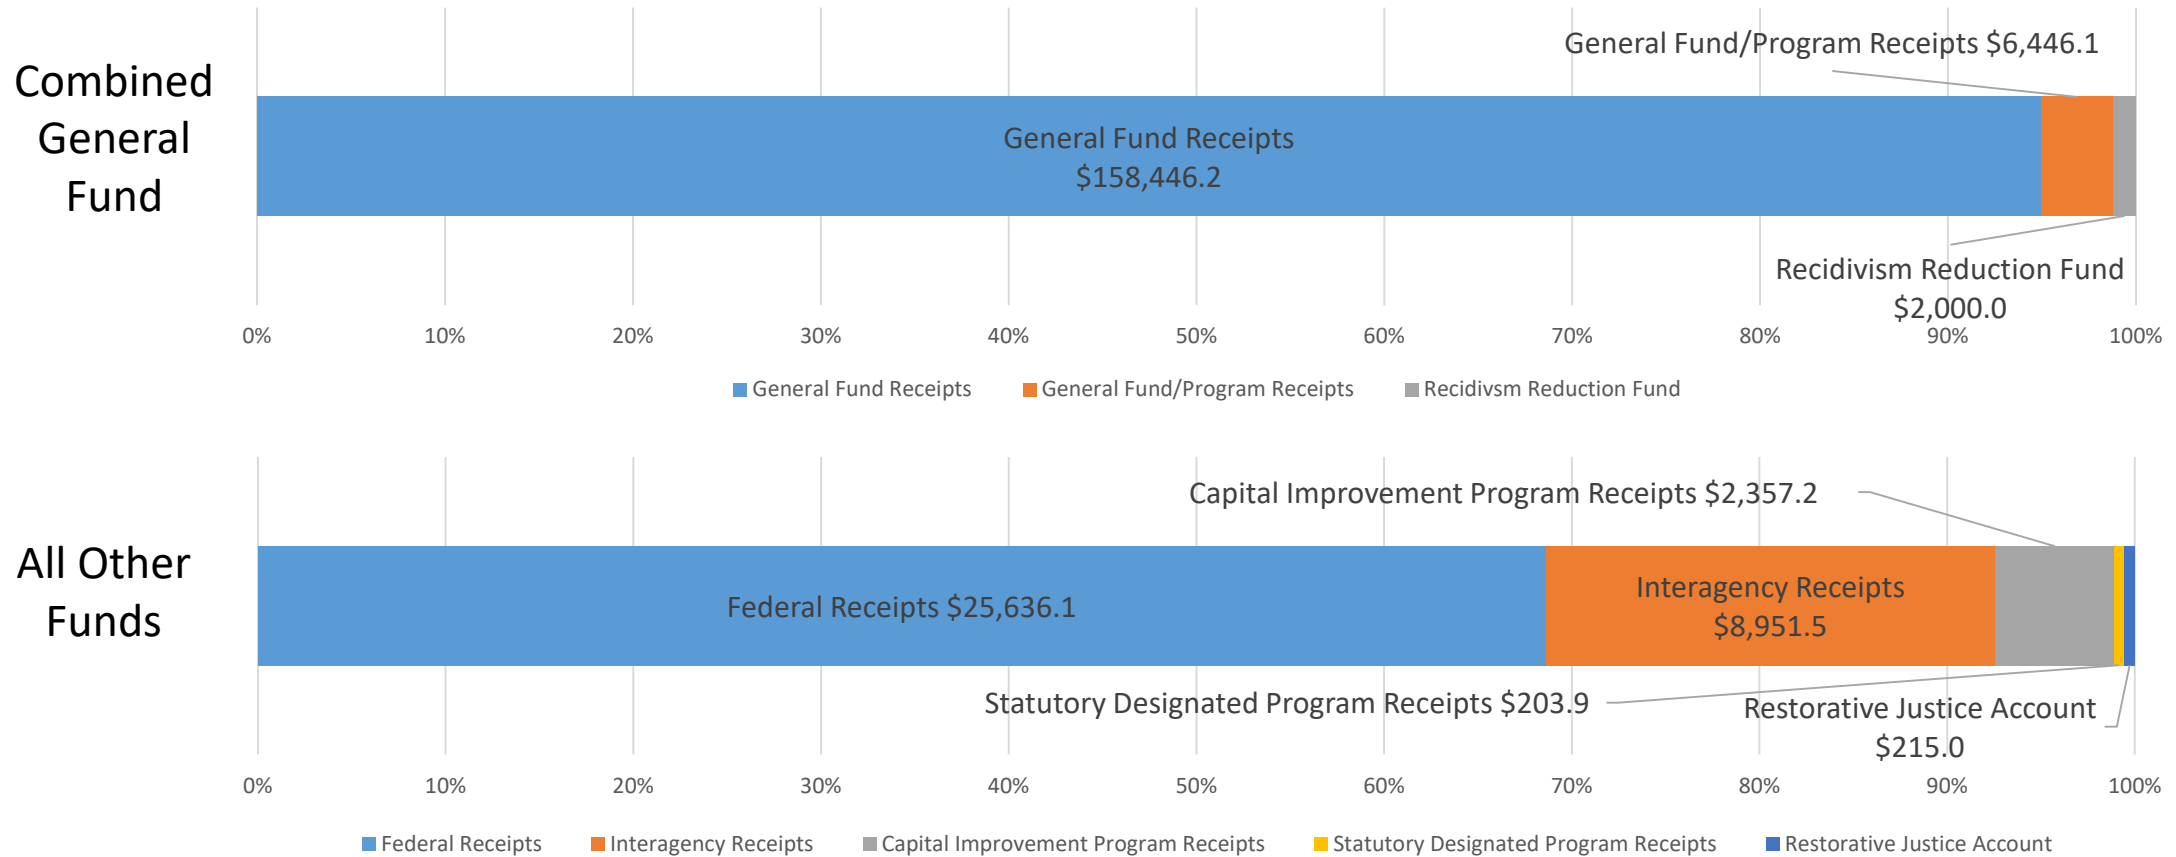 Combined
General
Fund
General Fund/Program Receipts $6,446.1
General Fund Receipts
$158,446.2
Recidivism Reduction Fund
$2,000.0
0% 10% 20% 30% 40% 50% 60% 70% 80% 90% 100%
General Fund Receipts General Fund/Program Receipts Recidivsm Reduction Fund
All Other
Funds
Capital Improvement Program Receipts $2,357.2
Federal Receipts $25,636.1
Interagency Receipts
$8,951.5
Statutory Designated Program Receipts $203.9
Restorative Justice Account
$215.0
0% 10% 20% 30% 40% 50% 60% 70% 80% 90% 100%
Federal Receipts Interagency Receipts Capital Improvement Program Receipts Statutory Designated Program Receipts Restorative Justice Account